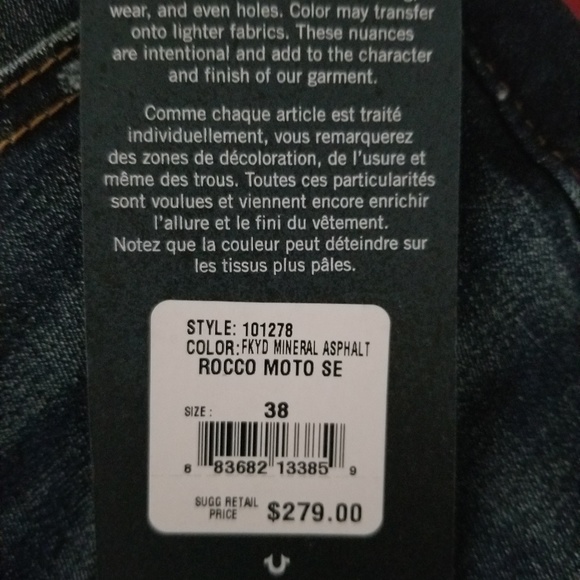 wear, and even holes. Color may transfer
onto lighter fabrics. These nuances
are intentional and add to the character
and finish of our garment.
Comme chaque article est traité
individuellement, vous remarquerez
des zones de décoloration, de l'usure et
même des trous. Toutes ces particularités
sont voulues et viennent encore enrichir
l'allure et le fini du vêtement.
Notez que la couleur peut déteindre sur
les tissus plus pâles.
STYLE: 101278
COLOR:FKYD MINERAL ASPHALT
ROCCO MOTO SE
SIZE: 38
6 83682 13385 9
SUGG RETAIL
PRICE $279.00